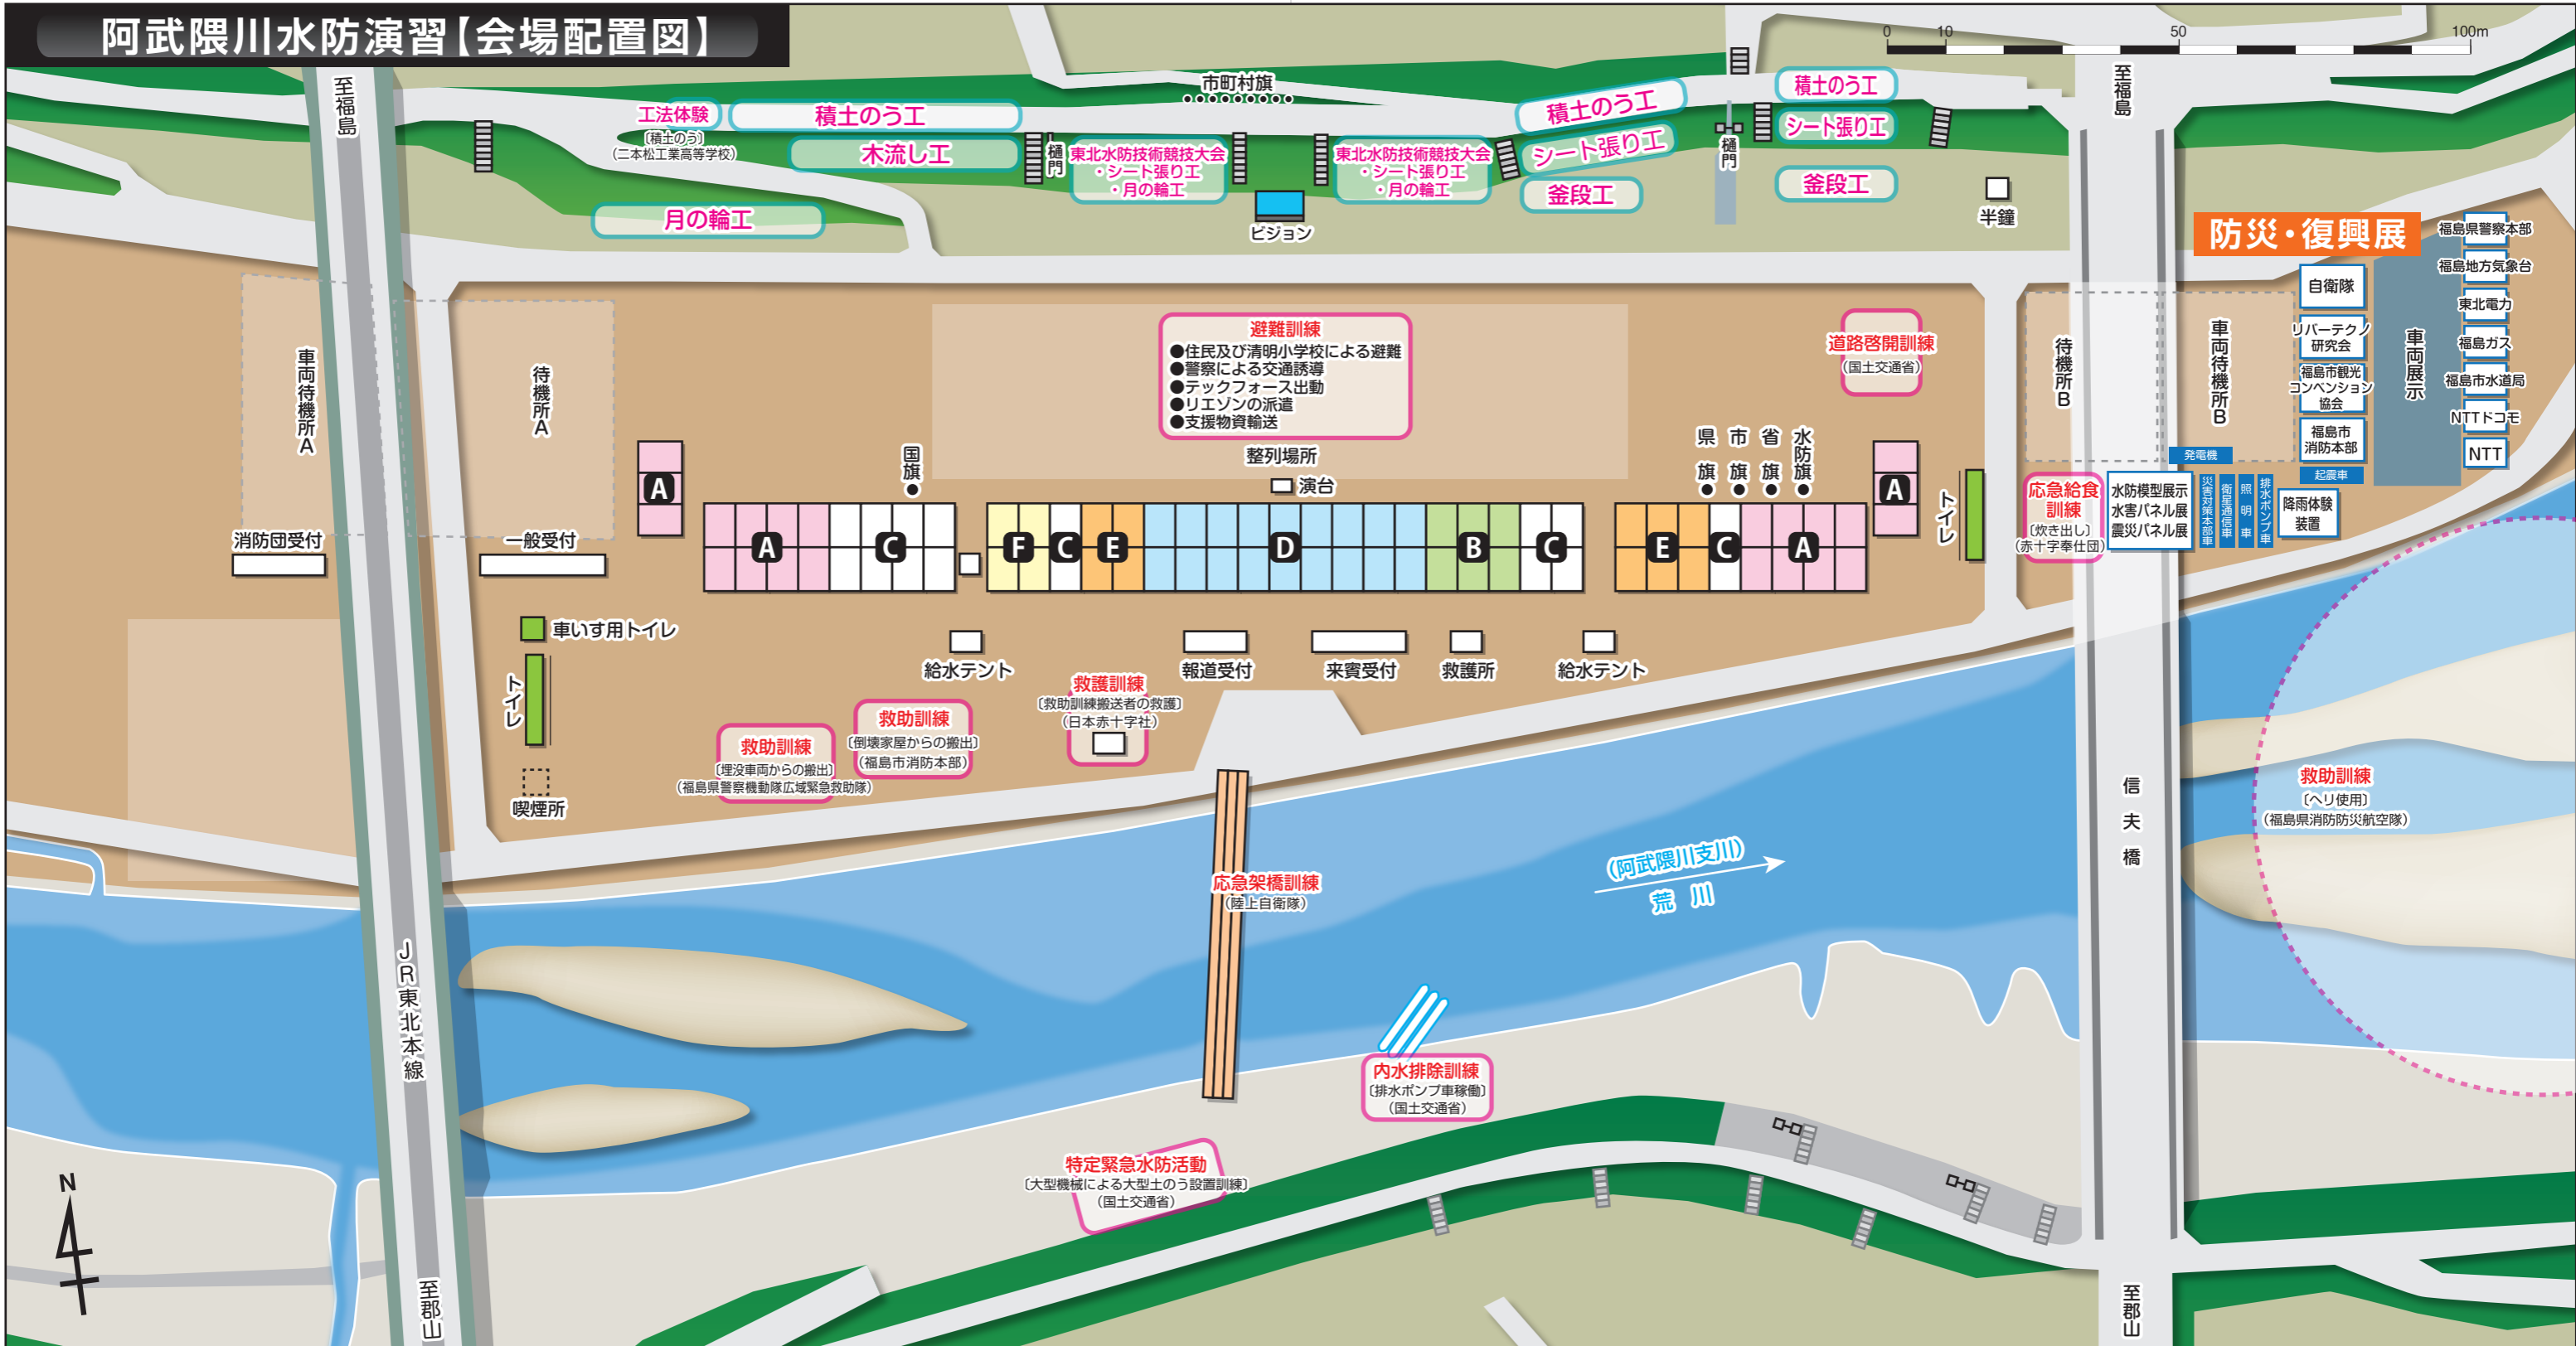 阿武隈川水防演習【会場配置図】
0 10 50 100m
至福島
至福島
市町村旗
工法体験
〔積土のう〕
（二本松工業高等学校）
積土のう工
木流し工
月の輪工
樋門
東北水防技術競技大会
・シート張り工
・月の輪工
ビジョン
東北水防技術競技大会
・シート張り工
・月の輪工
積土のう工
シート張り工
釜段工
樋門
積土のう工
シート張り工
釜段工
半鐘
防災・復興展
福島県警察本部
福島地方気象台
東北電力
福島ガス
福島市水道局
NTTドコモ
NTT
自衛隊
リバーテクノ
研究会
福島市観光
コンベンション
協会
福島市
消防本部
起震車
車両展示
車両待機所A
待機所A
避難訓練
●住民及び清明小学校による避難
●警察による交通誘導
●テックフォース出動
●リエゾンの派遣
●支援物資輸送
整列場所
演台
道路啓開訓練
（国土交通省）
待機所B
車両待機所B
発電機
国旗
県旗
市旗
省旗
水防旗
A
A
C
F
C
E
D
B
C
E
C
A
A
トイレ
応急給食
訓練
〔炊き出し〕
（赤十字奉仕団）
水防模型展示
水害パネル展
震災パネル展
災害対策本部車
衛星通信車
照明車
排水ポンプ車
降雨体験
装置
消防団受付
一般受付
車いす用トイレ
トイレ
喫煙所
給水テント
報道受付
来賓受付
救護所
給水テント
救助訓練
〔埋没車両からの搬出〕
（福島県警察機動隊広域緊急救助隊）
救助訓練
〔倒壊家屋からの搬出〕
（福島市消防本部）
救護訓練
〔救助訓練搬送者の救護〕
（日本赤十字社）
応急架橋訓練
（陸上自衛隊）
（阿武隈川支川）
荒川
信夫橋
救助訓練
〔ヘリ使用〕
（福島県消防防災航空隊）
JR東北本線
内水排除訓練
〔排水ポンプ車稼働〕
（国土交通省）
特定緊急水防活動
〔大型機械による大型土のう設置訓練〕
（国土交通省）
N
至郡山
至郡山